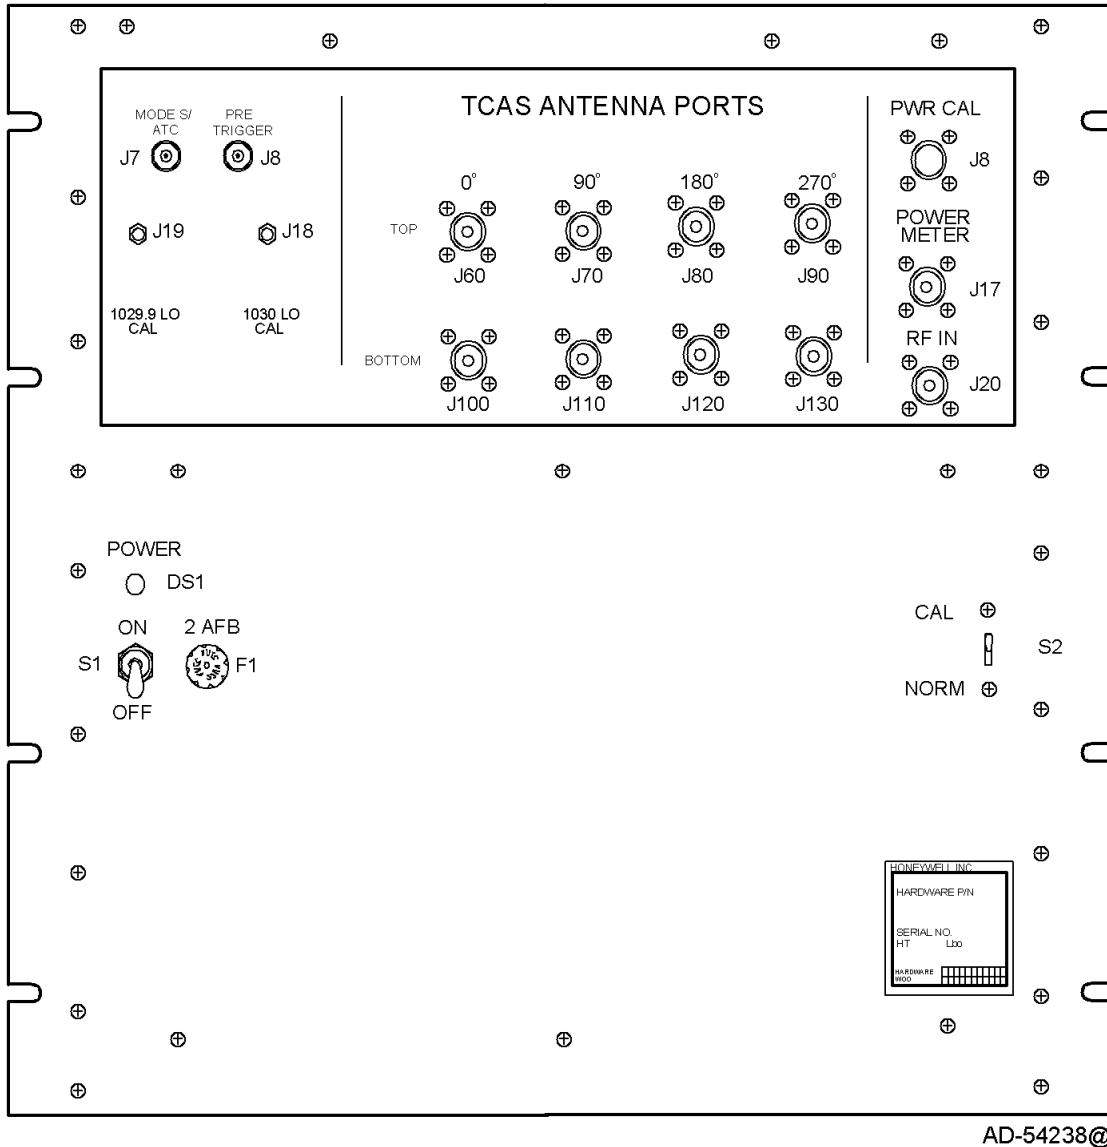 TCAS ANTENNA PORTS
MODE S/
ATC
PRE
TRIGGER
J7
J8
J19
J18
1029.9 LO
CAL
1030 LO
CAL
0° 90° 180° 270°
TOP
J60 J70 J80 J90
BOTTOM
J100 J110 J120 J130
PWR CAL
J8
POWER
METER
J17
RF IN
J20
POWER
DS1
ON
2 AFB
S1
F1
OFF
CAL
S2
NORM
HONEYWELL INC
HARDWARE P/N
SERIAL NO.
HT
HARDWARE
AD-54238@